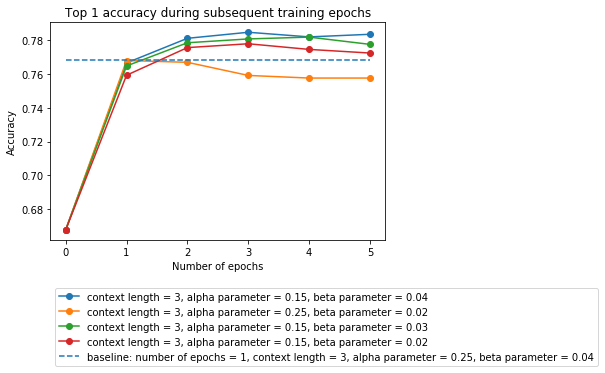 Top 1 accuracy during subsequent training epochs
0.78
0.76
0.74
0.72
0.70
0.68
Accuracy
0 1 2 3 4 5
Number of epochs
context length = 3, alpha parameter = 0.15, beta parameter = 0.04
context length = 3, alpha parameter = 0.25, beta parameter = 0.02
context length = 3, alpha parameter = 0.15, beta parameter = 0.03
context length = 3, alpha parameter = 0.15, beta parameter = 0.02
baseline: number of epochs = 1, context length = 3, alpha parameter = 0.25, beta parameter = 0.04